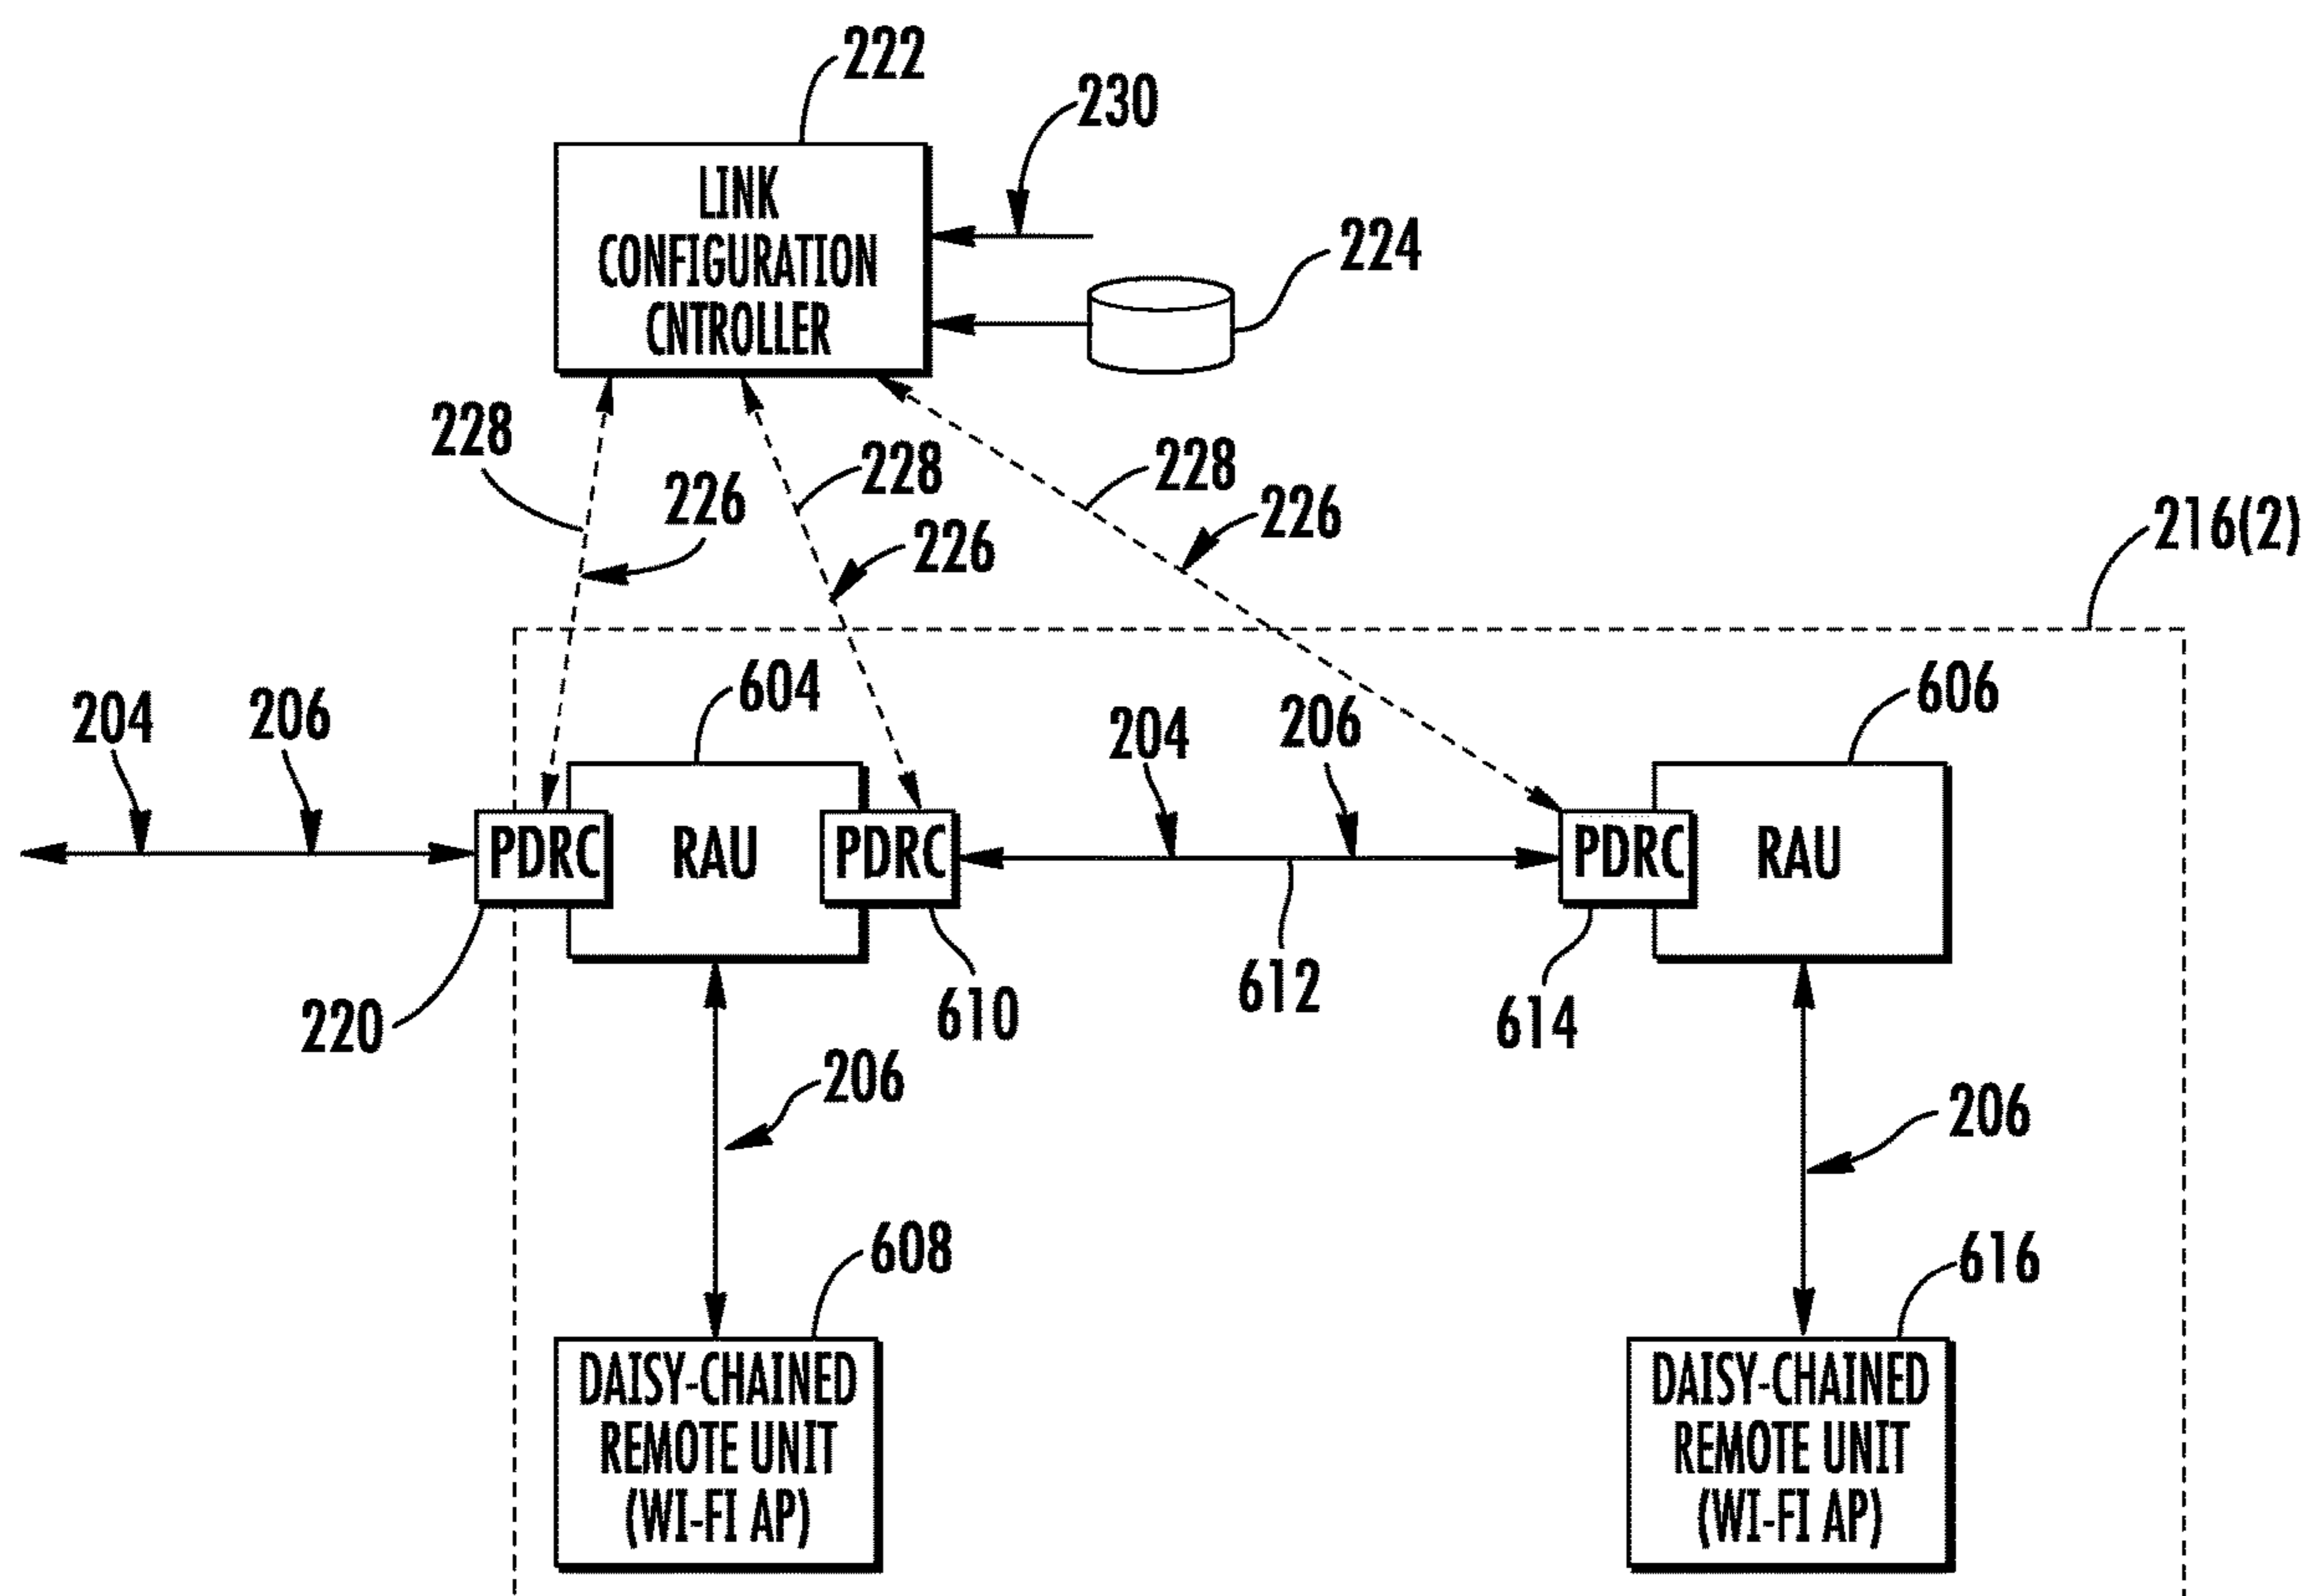 222
230
LINK
CONFIGURATION
CNTROLLER
224
228
226
228
226
228
226
216(2)
204
206
604
204
206
606
PDRC
RAU
PDRC
PDRC
RAU
220
610
612
614
206
206
608
616
DAISY-CHAINED
REMOTE UNIT
(WI-FI AP)
DAISY-CHAINED
REMOTE UNIT
(WI-FI AP)